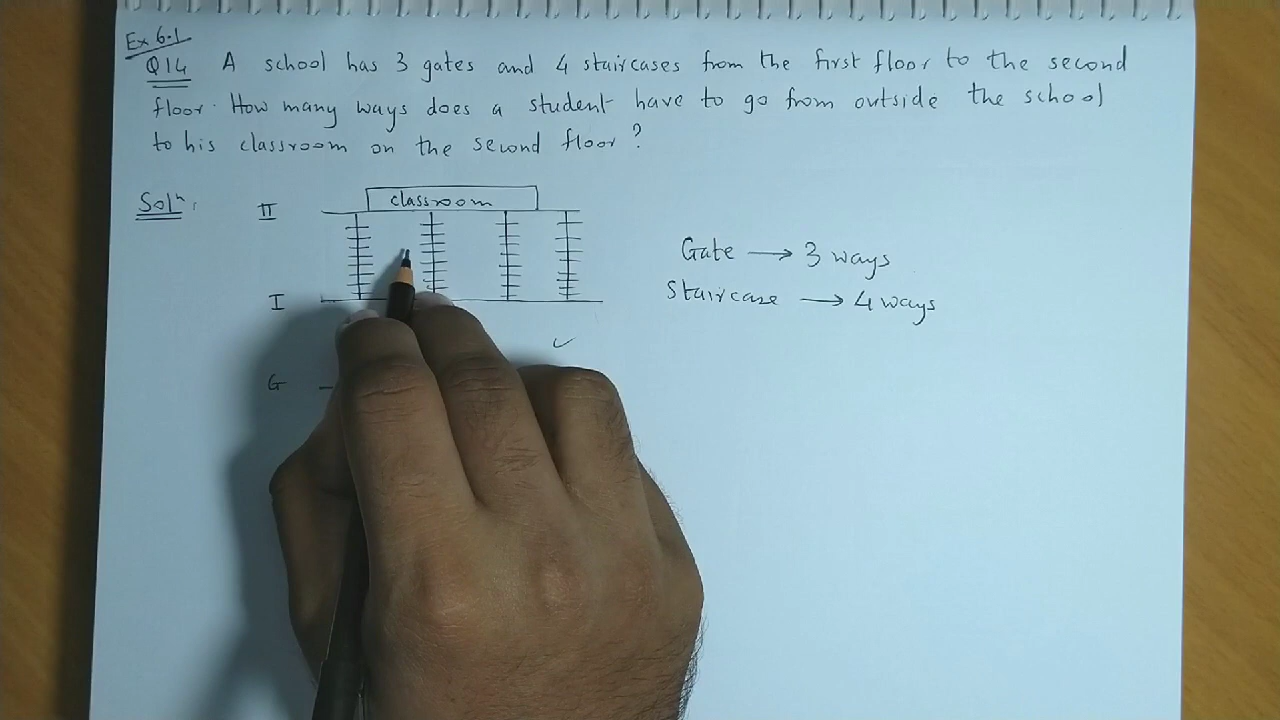 Ex 6.1
Q14 A school has 3 gates and 4 staircases from the first floor to the second
floor. How many ways does a student have to go from outside the school
to his classroom on the second floor?
Solⁿ:
II classroom
Gate → 3 ways
I Staircase → 4 ways
G